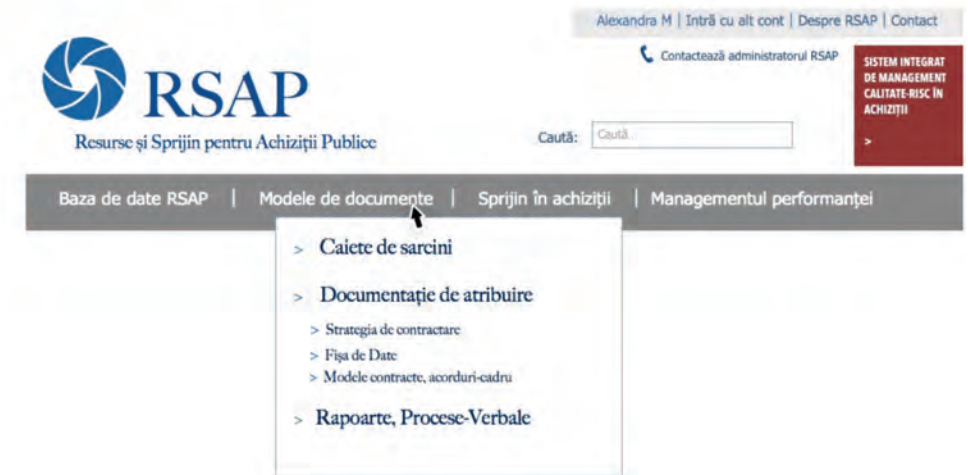 Alexandra M | Intră cu alt cont | Despre RSAP | Contact
Contactează administratorul RSAP
SISTEM INTEGRAT
DE MANAGEMENT
CALITATE-RISC ÎN
ACHIZIȚII
>
RSAP
Resurse și Sprijin pentru Achiziții Publice
Caută: Caută...
Baza de date RSAP | Modele de documente | Sprijin în achiziții | Managementul performanței
> Caiete de sarcini
> Documentație de atribuire
> Strategia de contractare
> Fișa de Date
> Modele contracte, acorduri-cadru
> Rapoarte, Procese-Verbale